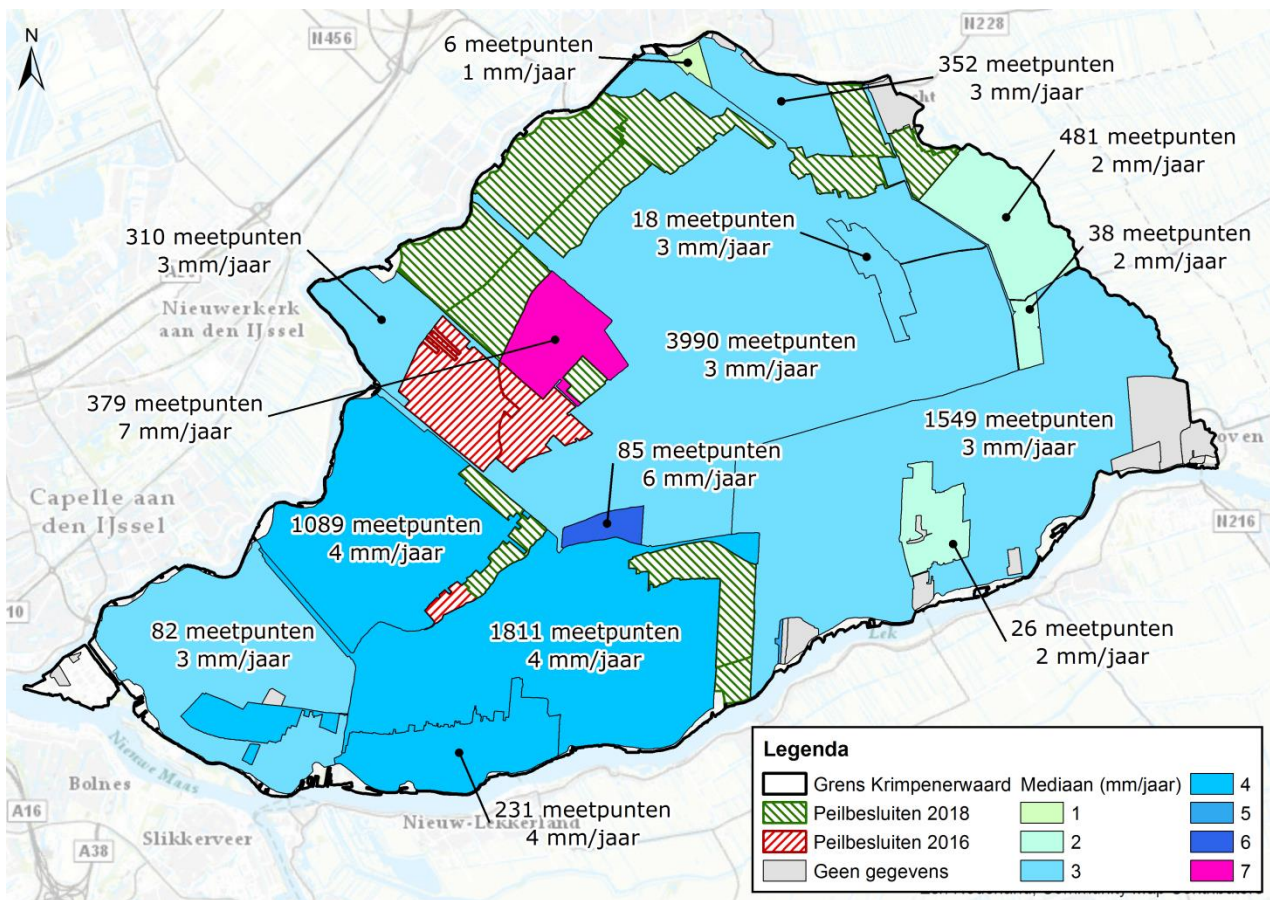 N
N456
N228
6 meetpunten
1 mm/jaar
352 meetpunten
3 mm/jaar
cht
481 meetpunten
2 mm/jaar
18 meetpunten
3 mm/jaar
38 meetpunten
2 mm/jaar
310 meetpunten
3 mm/jaar
Nieuwerkerk
aan den IJssel
3990 meetpunten
3 mm/jaar
379 meetpunten
7 mm/jaar
1549 meetpunten
3 mm/jaar
oven
85 meetpunten
6 mm/jaar
Capelle aan
den IJssel
1089 meetpunten
4 mm/jaar
N216
82 meetpunten
3 mm/jaar
1811 meetpunten
4 mm/jaar
Lek
26 meetpunten
2 mm/jaar
Nieuwe Maas
Bolnes
A16
Slikkerveer
A38
231 meetpunten
4 mm/jaar
Nieuw-Lekkerland
Legenda
Grens Krimpenerwaard
Peilbesluiten 2018
Peilbesluiten 2016
Geen gegevens
Mediaan (mm/jaar)
1
2
3
4
5
6
7